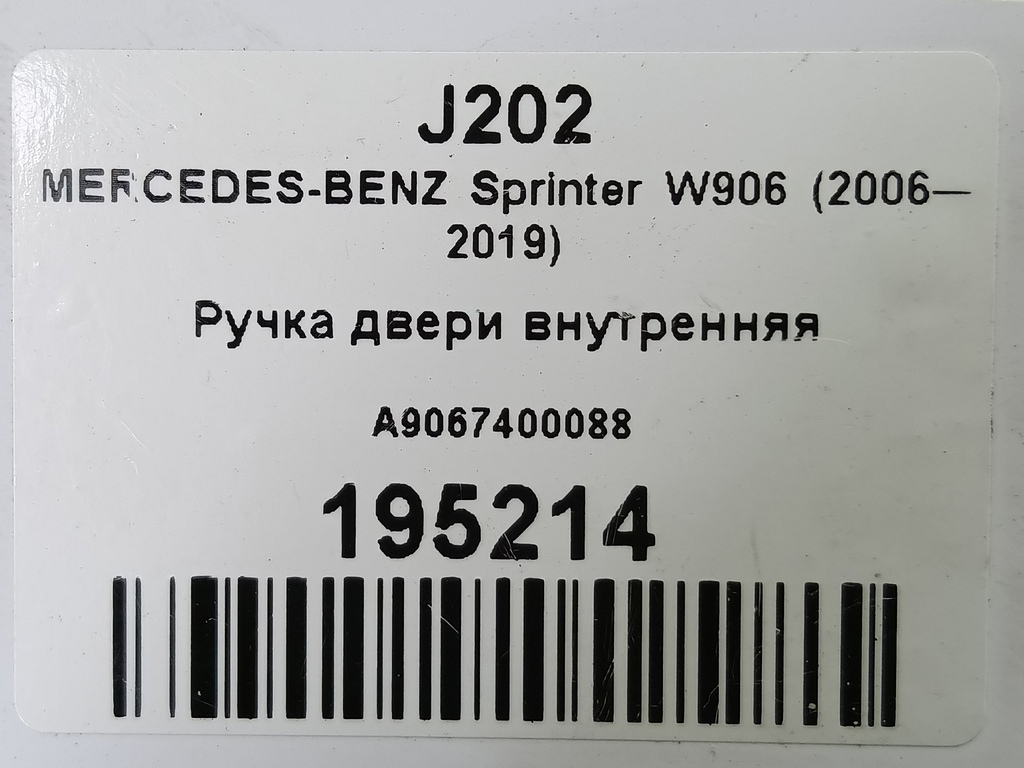 J202
MERCEDES-BENZ Sprinter W906 (2006—
2019)
Ручка двери внутренняя
A9067400088
195214